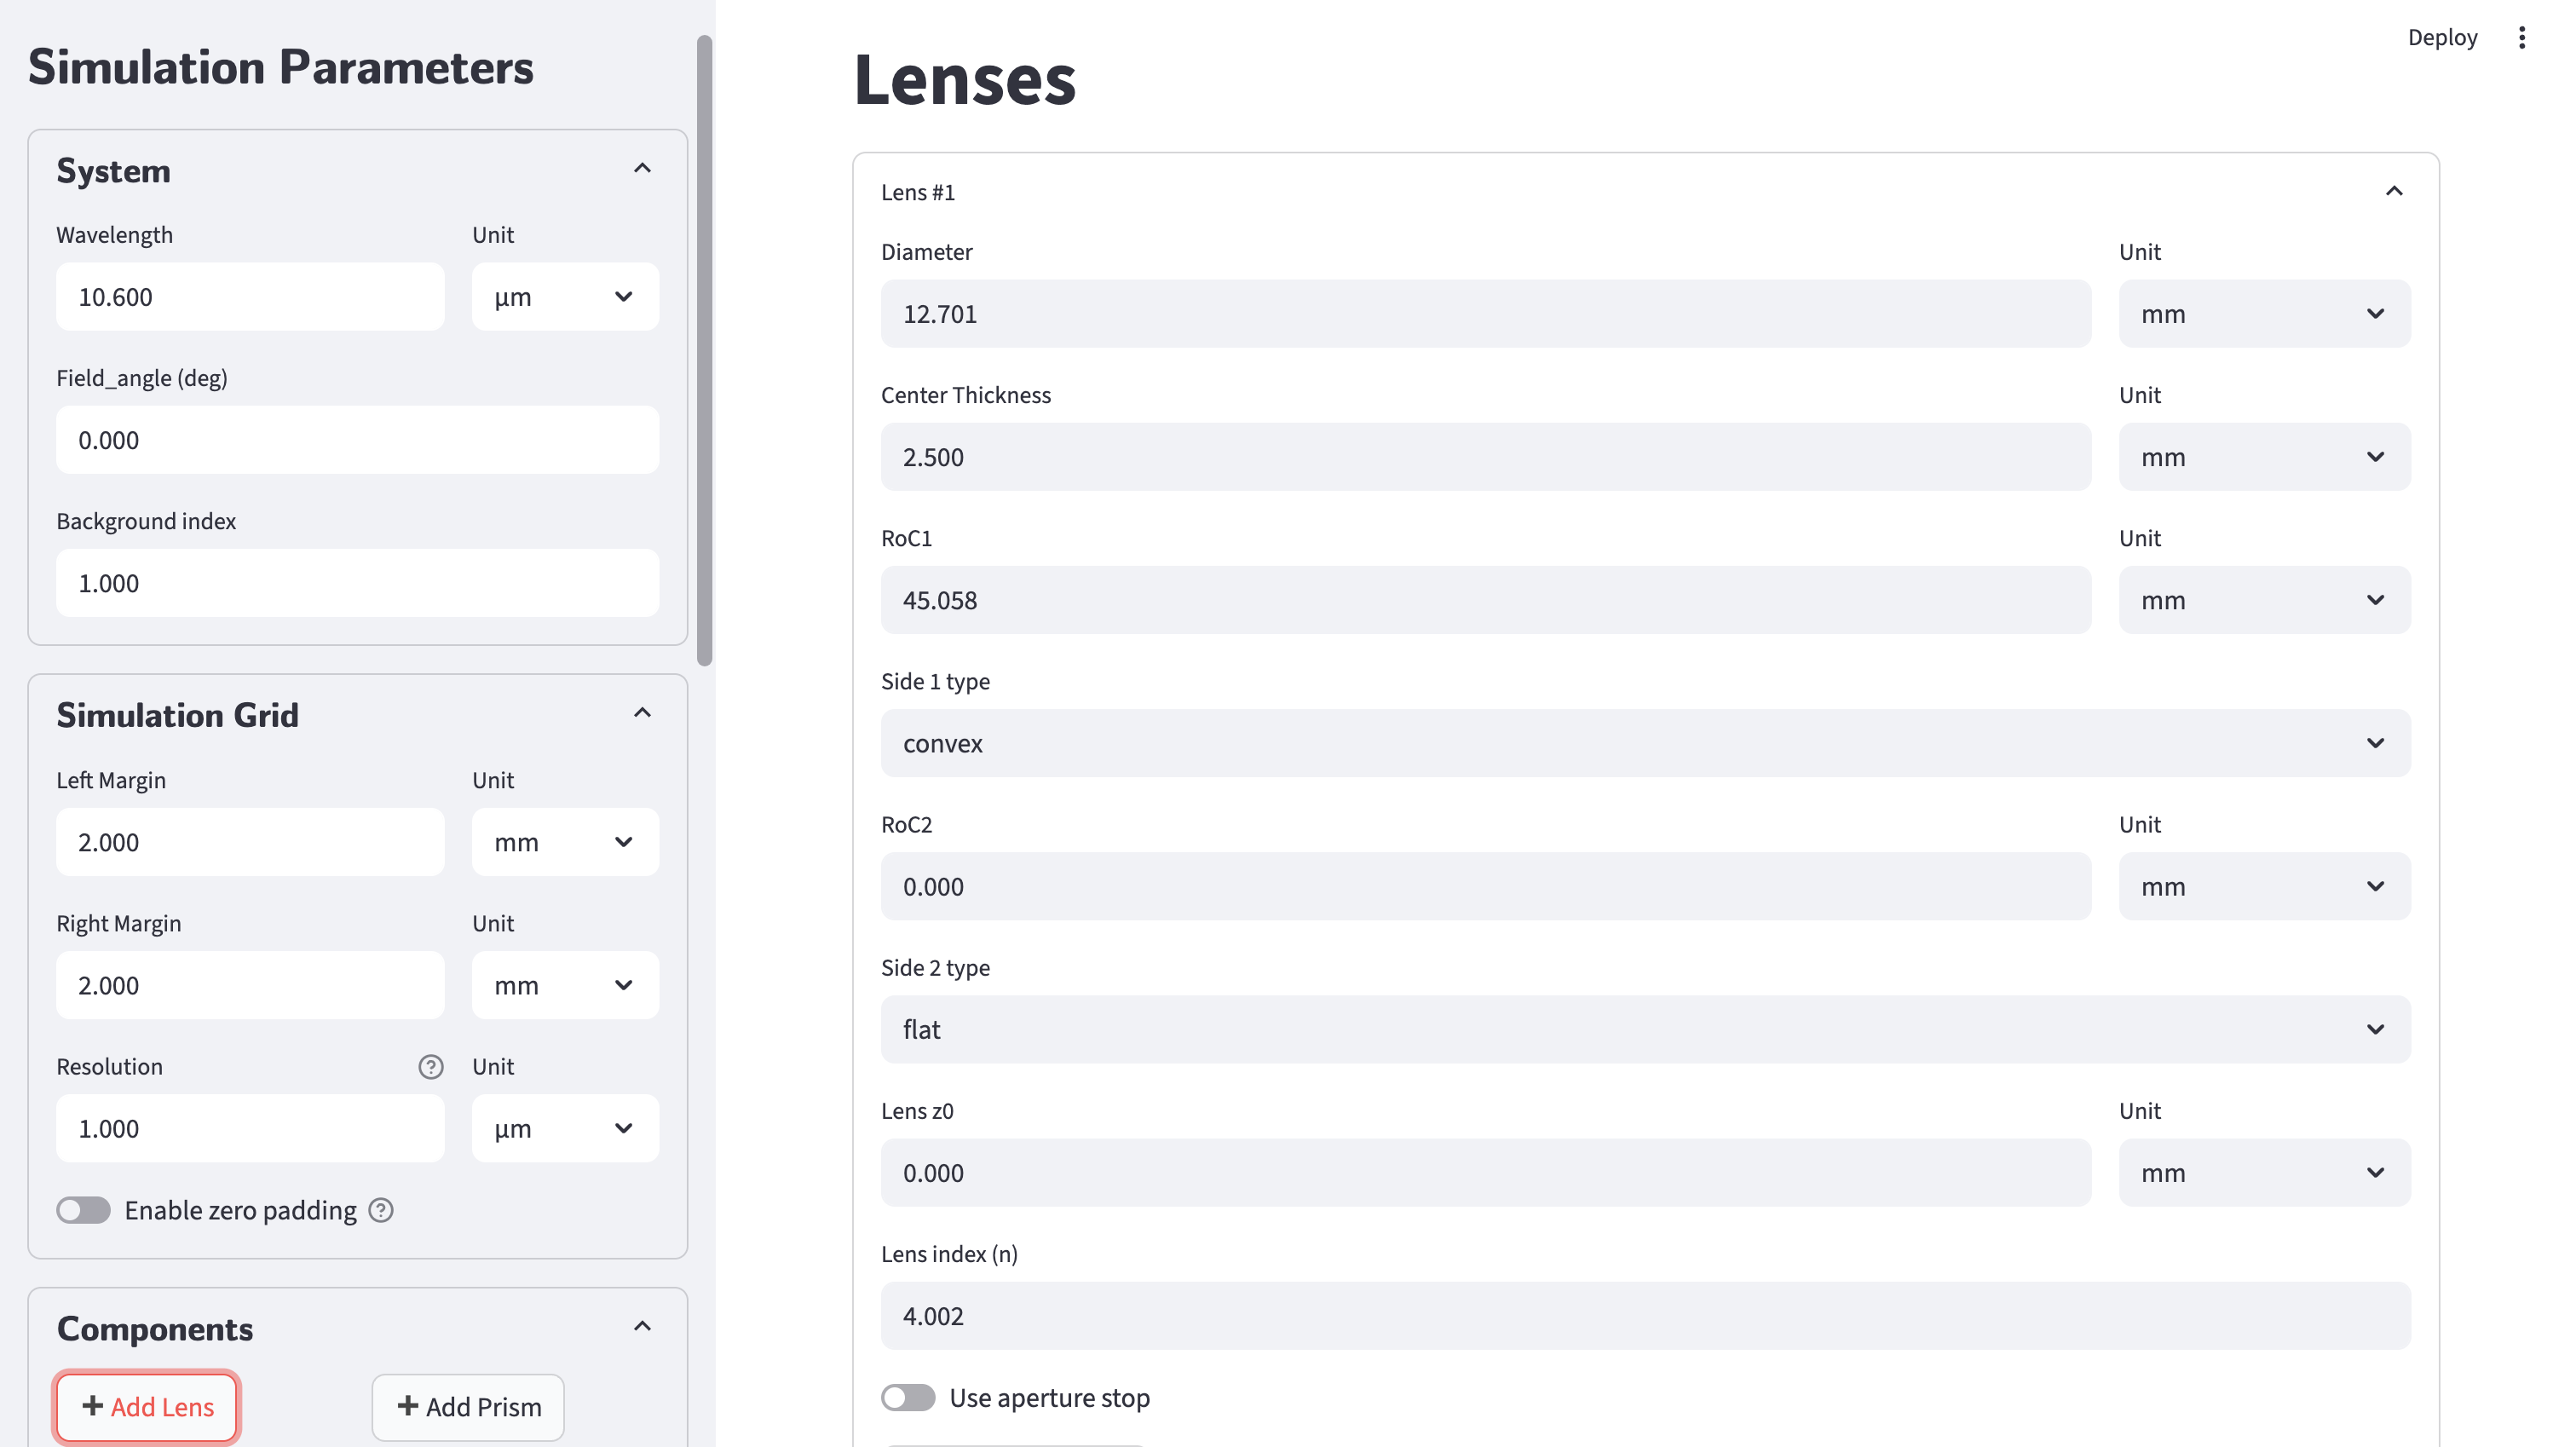 Simulation Parameters
System
Wavelength
Unit
10.600
μm
Field_angle (deg)
0.000
Background index
1.000
Simulation Grid
Left Margin
Unit
2.000
mm
Right Margin
Unit
2.000
mm
Resolution
Unit
1.000
μm
Enable zero padding
Components
+ Add Lens
+ Add Prism
Deploy
Lenses
Lens #1
Diameter
Unit
12.701
mm
Center Thickness
Unit
2.500
mm
RoC1
Unit
45.058
mm
Side 1 type
convex
RoC2
Unit
0.000
mm
Side 2 type
flat
Lens z0
Unit
0.000
mm
Lens index (n)
4.002
Use aperture stop